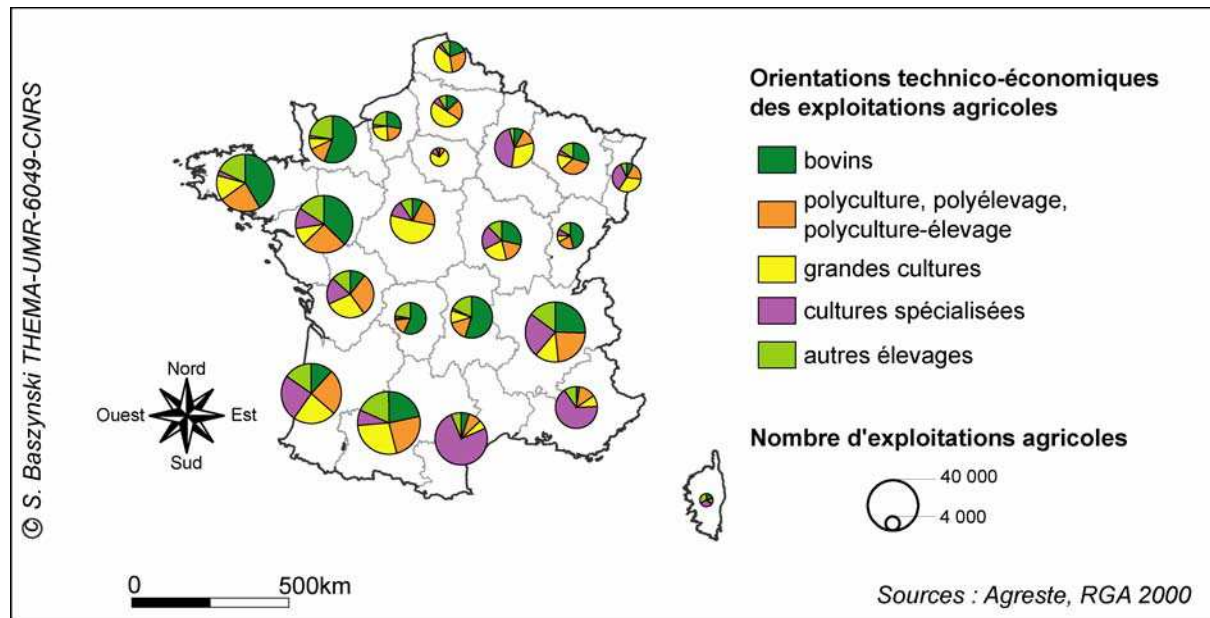 © S. Baszynski THEMA-UMR-6049-CNRS
Orientations technico-économiques
des exploitations agricoles
bovins
polyculture, polyélevage,
polyculture-élevage
grandes cultures
cultures spécialisées
autres élevages
Nord
Ouest
Est
Sud
Nombre d'exploitations agricoles
40 000
4 000
0
500km
Sources : Agreste, RGA 2000